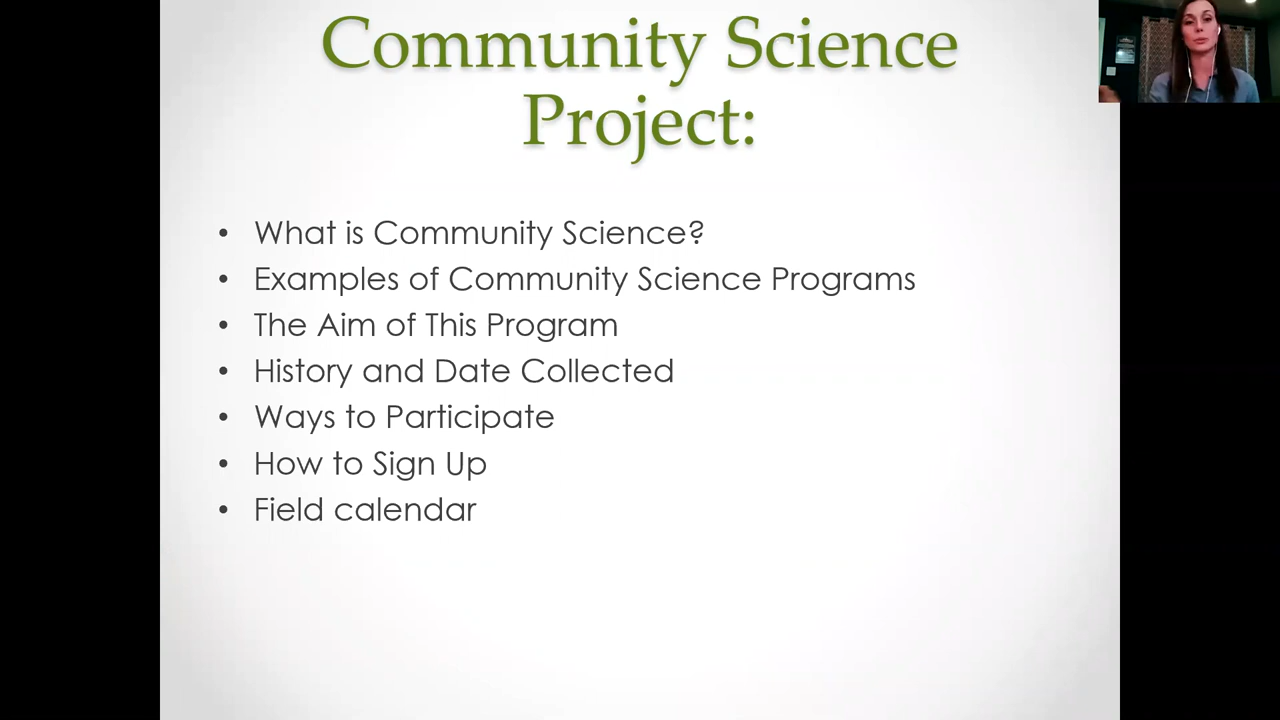 Community Science
Project:
• What is Community Science?
• Examples of Community Science Programs
• The Aim of This Program
• History and Date Collected
• Ways to Participate
• How to Sign Up
• Field calendar